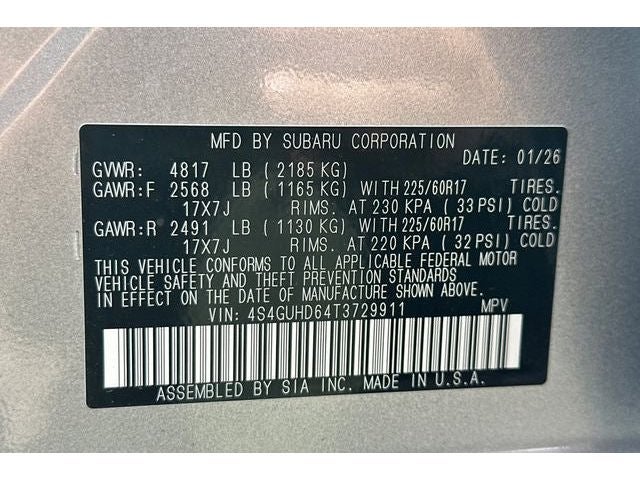 MFD BY SUBARU CORPORATION
DATE: 01/26
GVWR: 4817 LB (2185 KG)
GAWR:F 2568 LB (1165 KG) WITH 225/60R17 TIRES.
17X7J RIMS. AT 230 KPA (33 PSI) COLD
GAWR:R 2491 LB (1130 KG) WITH 225/60R17 TIRES.
17X7J RIMS. AT 220 KPA (32 PSI) COLD
THIS VEHICLE CONFORMS TO ALL APPLICABLE FEDERAL MOTOR
VEHICLE SAFETY AND THEFT PREVENTION STANDARDS
IN EFFECT ON THE DATE OF MANUFACTURE SHOWN ABOVE.
VIN: 4S4GUHD64T3729911 MPV
ASSEMBLED BY SIA INC. MADE IN U.S.A.